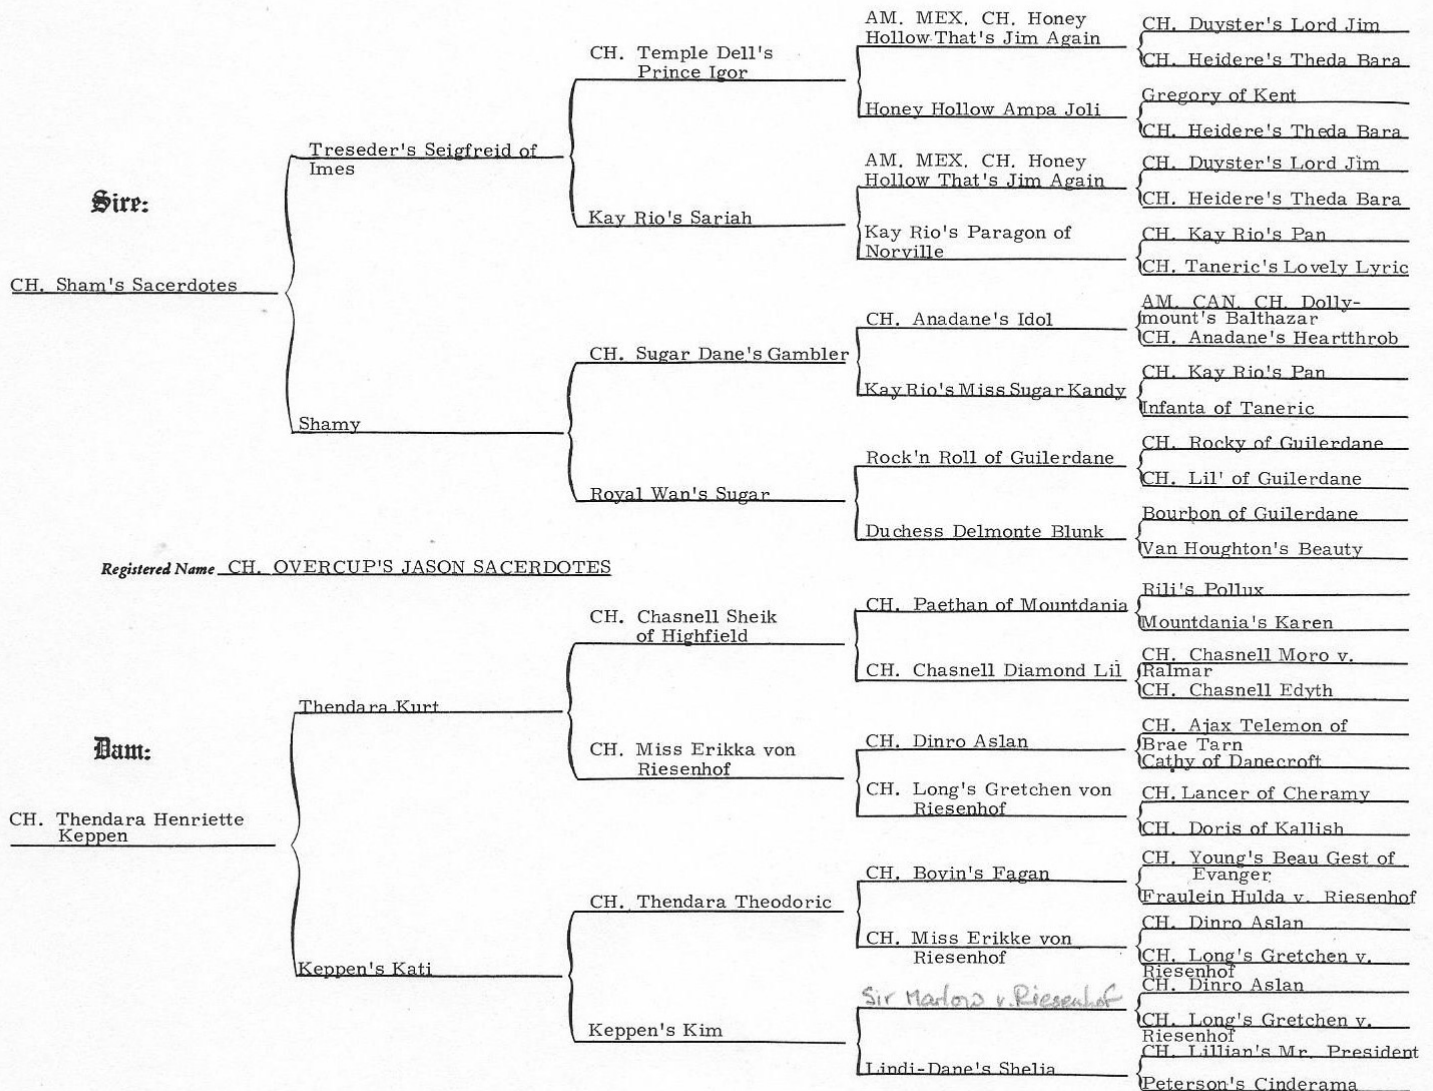 Sire:
CH. Sham's Sacerdotes
Treseder's Seigfreid of
Imes
Shamy
CH. Temple Dell's
Prince Igor
Kay Rio's Sariah
CH. Sugar Dane's Gambler
Royal Wan's Sugar
AM. MEX. CH. Honey
Hollow That's Jim Again
Honey Hollow Ampa Joli
AM. MEX. CH. Honey
Hollow That's Jim Again
Kay Rio's Paragon of
Norville
CH. Anadane's Idol
Kay Rio's Miss Sugar Kandy
Rock'n Roll of Guilerdane
Duchess Delmonte Blunk
CH. Duyster's Lord Jim
CH. Heidere's Theda Bara
Gregory of Kent
CH. Heidere's Theda Bara
CH. Duyster's Lord Jim
CH. Heidere's Theda Bara
CH. Kay Rio's Pan
CH. Taneric's Lovely Lyric
AM. CAN. CH. Dolly-
mount's Balthazar
CH. Anadane's Heartthrob
CH. Kay Rio's Pan
Infanta of Taneric
CH. Rocky of Guilerdane
CH. Lil' of Guilerdane
Bourbon of Guilerdane
Van Houghton's Beauty
Registered Name CH. OVERCUP'S JASON SACERDOTES
Dam:
CH. Thendara Henriette
Keppen
Thendara Kurt
Keppen's Kati
CH. Chasnell Sheik
of Highfield
CH. Miss Erikka von
Riesenhof
CH. Thendara Theodoric
Keppen's Kim
CH. Paethan of Mountdania
CH. Chasnell Diamond Lil
CH. Dinro Aslan
CH. Long's Gretchen von
Riesenhof
CH. Bovin's Fagan
CH. Miss Erikke von
Riesenhof
Sir Marlow v. Riesenhof
Lindi-Dane's Shelia
Rili's Pollux
Mountdania's Karen
CH. Chasnell Moro v.
Ralmar
CH. Chasnell Edyth
CH. Ajax Telemon of
Brae Tarn
Cathy of Danecroft
CH. Lancer of Cheramy
CH. Doris of Kallish
CH. Young's Beau Gest of
Evanger
Fraulein Hulda v. Riesenhof
CH. Dinro Aslan
CH. Long's Gretchen v.
Riesenhof
CH. Dinro Aslan
CH. Long's Gretchen v.
Riesenhof
CH. Lillian's Mr. President
Peterson's Cinderama